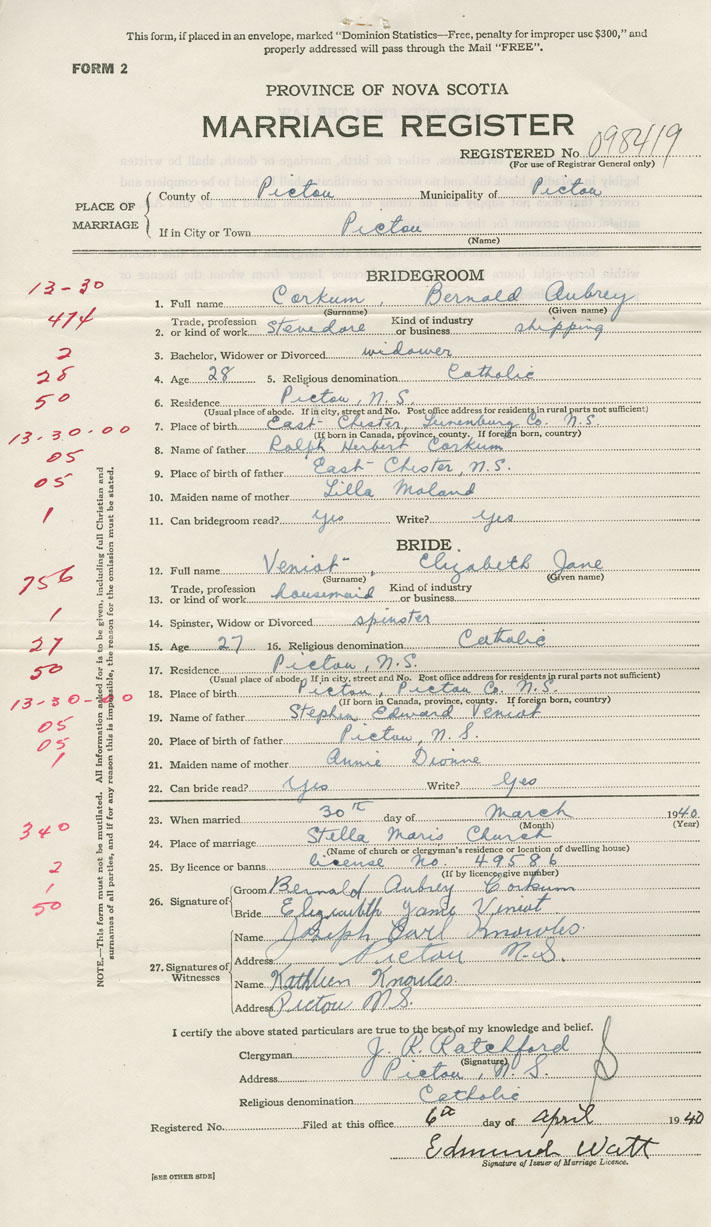 This form, if placed in an envelope, marked "Dominion Statistics—Free, penalty for improper use $300," and
properly addressed will pass through the Mail "FREE".
FORM 2
PROVINCE OF NOVA SCOTIA
MARRIAGE REGISTER
REGISTERED No. 098419
(For use of Registrar General only)
PLACE OF MARRIAGE
County of Pictou Municipality of Pictou
If in City or Town Pictou
(Name)
BRIDEGROOM
13-30
1. Full name Corkum, Bernald Aubrey
(Surname) (Given name)
474
2. Trade, profession or kind of work stevedore Kind of industry or business shipping
2
3. Bachelor, Widower or Divorced widower
28
4. Age 28 5. Religious denomination Catholic
50
6. Residence Pictou, N.S.
(Usual place of abode. If in city, street and No. Post office address for residents in rural parts not sufficient)
13-30-00
7. Place of birth East Chester, Lunenburg Co. N.S.
(If born in Canada, province, county. If foreign born, country)
05
8. Name of father Ralph Herbert Corkum
05
9. Place of birth of father East Chester, N.S.
10. Maiden name of mother Lilla Moland
1
11. Can bridegroom read? yes Write? yes
BRIDE.
12. Full name Veniot, Elizabeth Jane
(Surname) (Given name)
756
13. Trade, profession or kind of work housemaid Kind of industry or business
1
14. Spinster, Widow or Divorced spinster
27
15. Age 27 16. Religious denomination Catholic
50
17. Residence Pictou, N.S.
(Usual place of abode. If in city, street and No. Post office address for residents in rural parts not sufficient)
13-30-00
18. Place of birth Pictou, Pictou Co. N.S.
(If born in Canada, province, county. If foreign born, country)
05
19. Name of father Stephen Edward Veniot
05
20. Place of birth of father Pictou, N.S.
1
21. Maiden name of mother Annie Dionne
22. Can bride read? Yes Write? Yes
23. When married 30th day of March 1940
(Month) (Year)
340
24. Place of marriage Stella Maris Church
(Name of church or clergyman's residence or location of dwelling house)
2
25. By licence or banns license No. 49586
(If by licence, give number)
1
50
26. Signature of
Groom Bernald Aubrey Corkum
Bride Elizabeth Jane Veniot
27. Signatures of Witnesses
Name Joseph Earl Knowles.
Address Pictou N.S.
Name Kathleen Knowles.
Address Pictou N.S.
I certify the above stated particulars are true to the best of my knowledge and belief.
Clergyman J. R. Ratchford
(Signature)
Address Pictou, N.S.
Religious denomination Catholic
Registered No. Filed at this office 6th day of April 1940
Edmund Watt
Signature of Issuer of Marriage Licence.
[SEE OTHER SIDE]
NOTE.—This form must not be mutilated. All information asked for is to be given, including full Christian and
surnames of all parties, and if for any reason this is impossible, the reason for the omission must be stated.